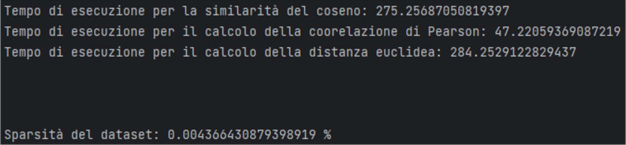 Tempo di esecuzione per la similarità del coseno: 275.25687050819397
Tempo di esecuzione per il calcolo della coorelazione di Pearson: 47.22059369087219
Tempo di esecuzione per il calcolo della distanza euclidea: 284.2529122829437
Sparsità del dataset: 0.004366430879398919 %